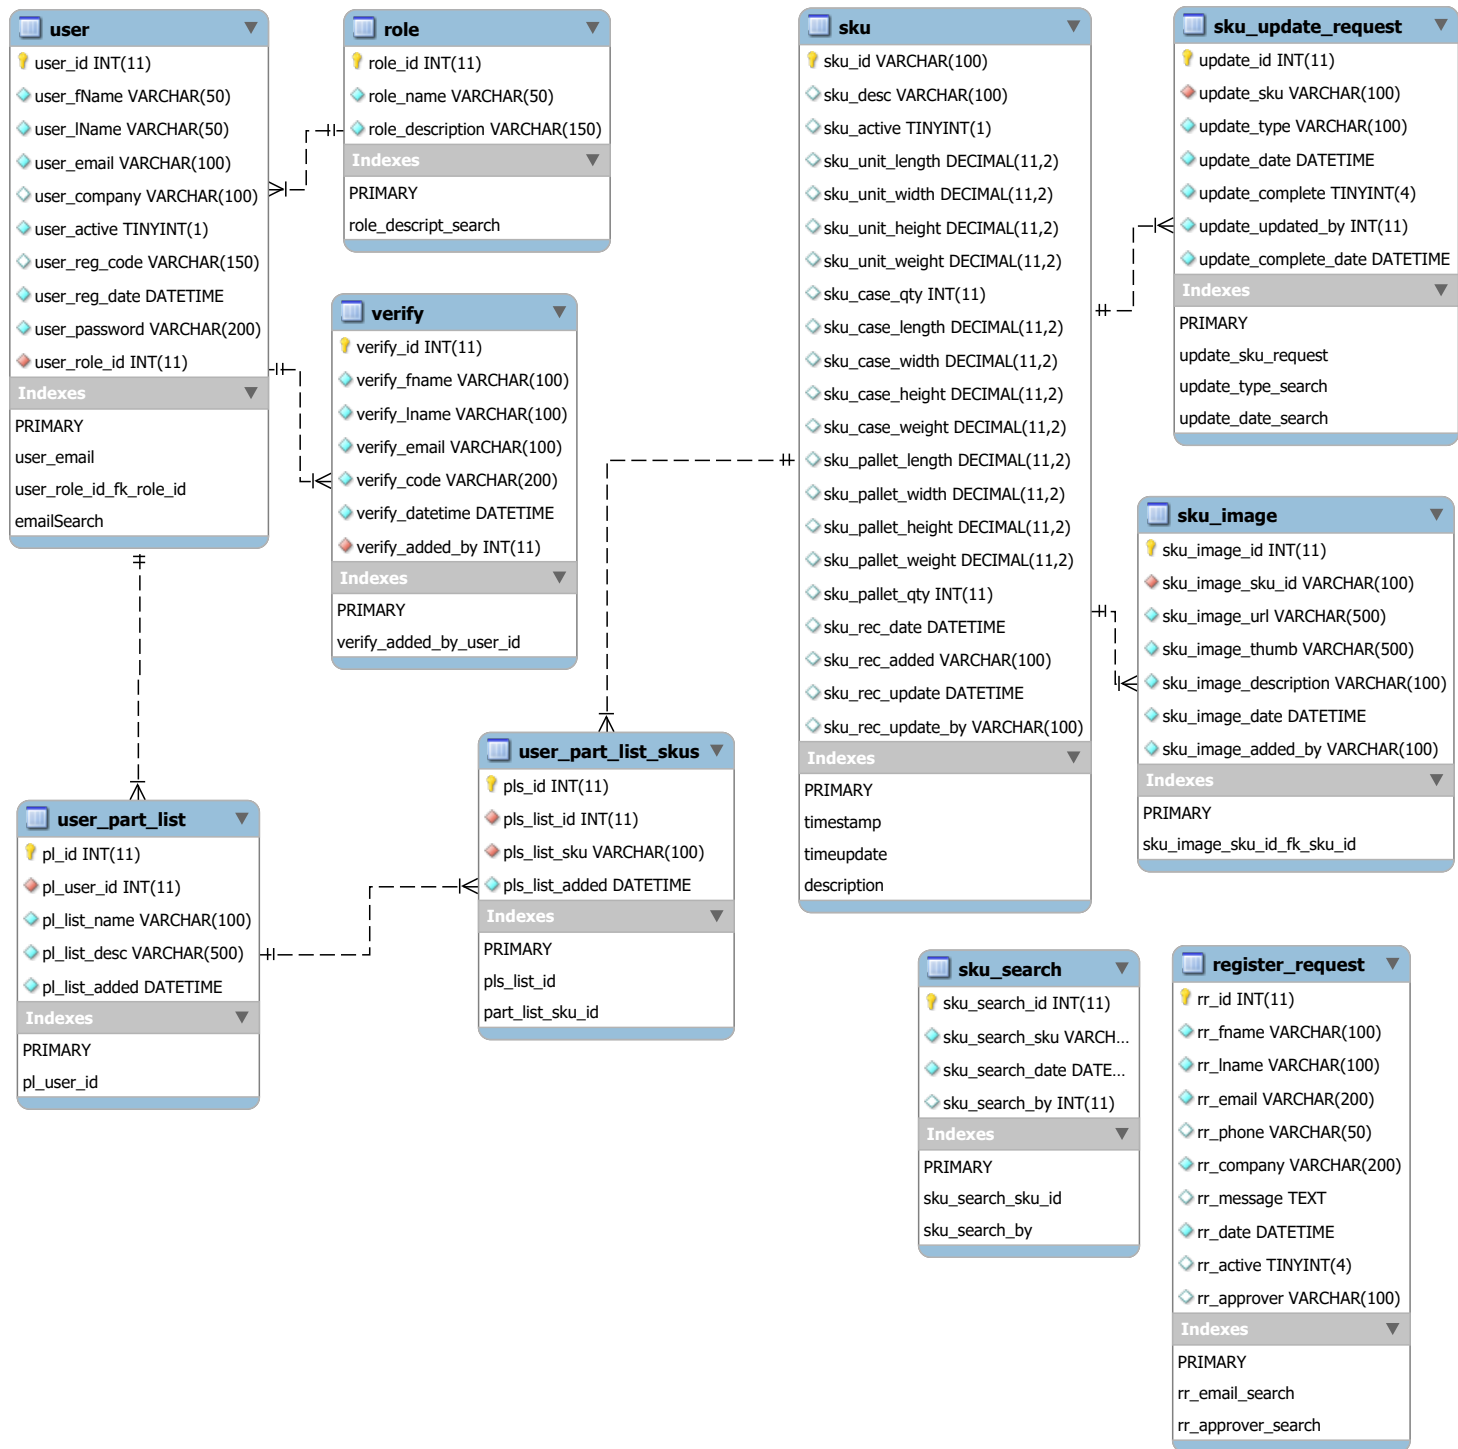 user
user_id INT(11)
user_fName VARCHAR(50)
user_lName VARCHAR(50)
user_email VARCHAR(100)
user_company VARCHAR(100)
user_active TINYINT(1)
user_reg_code VARCHAR(150)
user_reg_date DATETIME
user_password VARCHAR(200)
user_role_id INT(11)
Indexes
PRIMARY
user_email
user_role_id_fk_role_id
emailSearch
role
role_id INT(11)
role_name VARCHAR(50)
role_description VARCHAR(150)
Indexes
PRIMARY
role_descript_search
verify
verify_id INT(11)
verify_fname VARCHAR(100)
verify_lname VARCHAR(100)
verify_email VARCHAR(100)
verify_code VARCHAR(200)
verify_datetime DATETIME
verify_added_by INT(11)
Indexes
PRIMARY
verify_added_by_user_id
user_part_list
pl_id INT(11)
pl_user_id INT(11)
pl_list_name VARCHAR(100)
pl_list_desc VARCHAR(500)
pl_list_added DATETIME
Indexes
PRIMARY
pl_user_id
user_part_list_skus
pls_id INT(11)
pls_list_id INT(11)
pls_list_sku VARCHAR(100)
pls_list_added DATETIME
Indexes
PRIMARY
pls_list_id
part_list_sku_id
sku
sku_id VARCHAR(100)
sku_desc VARCHAR(100)
sku_active TINYINT(1)
sku_unit_length DECIMAL(11,2)
sku_unit_width DECIMAL(11,2)
sku_unit_height DECIMAL(11,2)
sku_unit_weight DECIMAL(11,2)
sku_case_qty INT(11)
sku_case_length DECIMAL(11,2)
sku_case_width DECIMAL(11,2)
sku_case_height DECIMAL(11,2)
sku_case_weight DECIMAL(11,2)
sku_pallet_length DECIMAL(11,2)
sku_pallet_width DECIMAL(11,2)
sku_pallet_height DECIMAL(11,2)
sku_pallet_weight DECIMAL(11,2)
sku_pallet_qty INT(11)
sku_rec_date DATETIME
sku_rec_added VARCHAR(100)
sku_rec_update DATETIME
sku_rec_update_by VARCHAR(100)
Indexes
PRIMARY
timestamp
timeupdate
description
sku_update_request
update_id INT(11)
update_sku VARCHAR(100)
update_type VARCHAR(100)
update_date DATETIME
update_complete TINYINT(4)
update_updated_by INT(11)
update_complete_date DATETIME
Indexes
PRIMARY
update_sku_request
update_type_search
update_date_search
sku_image
sku_image_id INT(11)
sku_image_sku_id VARCHAR(100)
sku_image_url VARCHAR(500)
sku_image_thumb VARCHAR(500)
sku_image_description VARCHAR(100)
sku_image_date DATETIME
sku_image_added_by VARCHAR(100)
Indexes
PRIMARY
sku_image_sku_id_fk_sku_id
sku_search
sku_search_id INT(11)
sku_search_sku VARCH...
sku_search_date DATE...
sku_search_by INT(11)
Indexes
PRIMARY
sku_search_sku_id
sku_search_by
register_request
rr_id INT(11)
rr_fname VARCHAR(100)
rr_lname VARCHAR(100)
rr_email VARCHAR(200)
rr_phone VARCHAR(50)
rr_company VARCHAR(200)
rr_message TEXT
rr_date DATETIME
rr_active TINYINT(4)
rr_approver VARCHAR(100)
Indexes
PRIMARY
rr_email_search
rr_approver_search